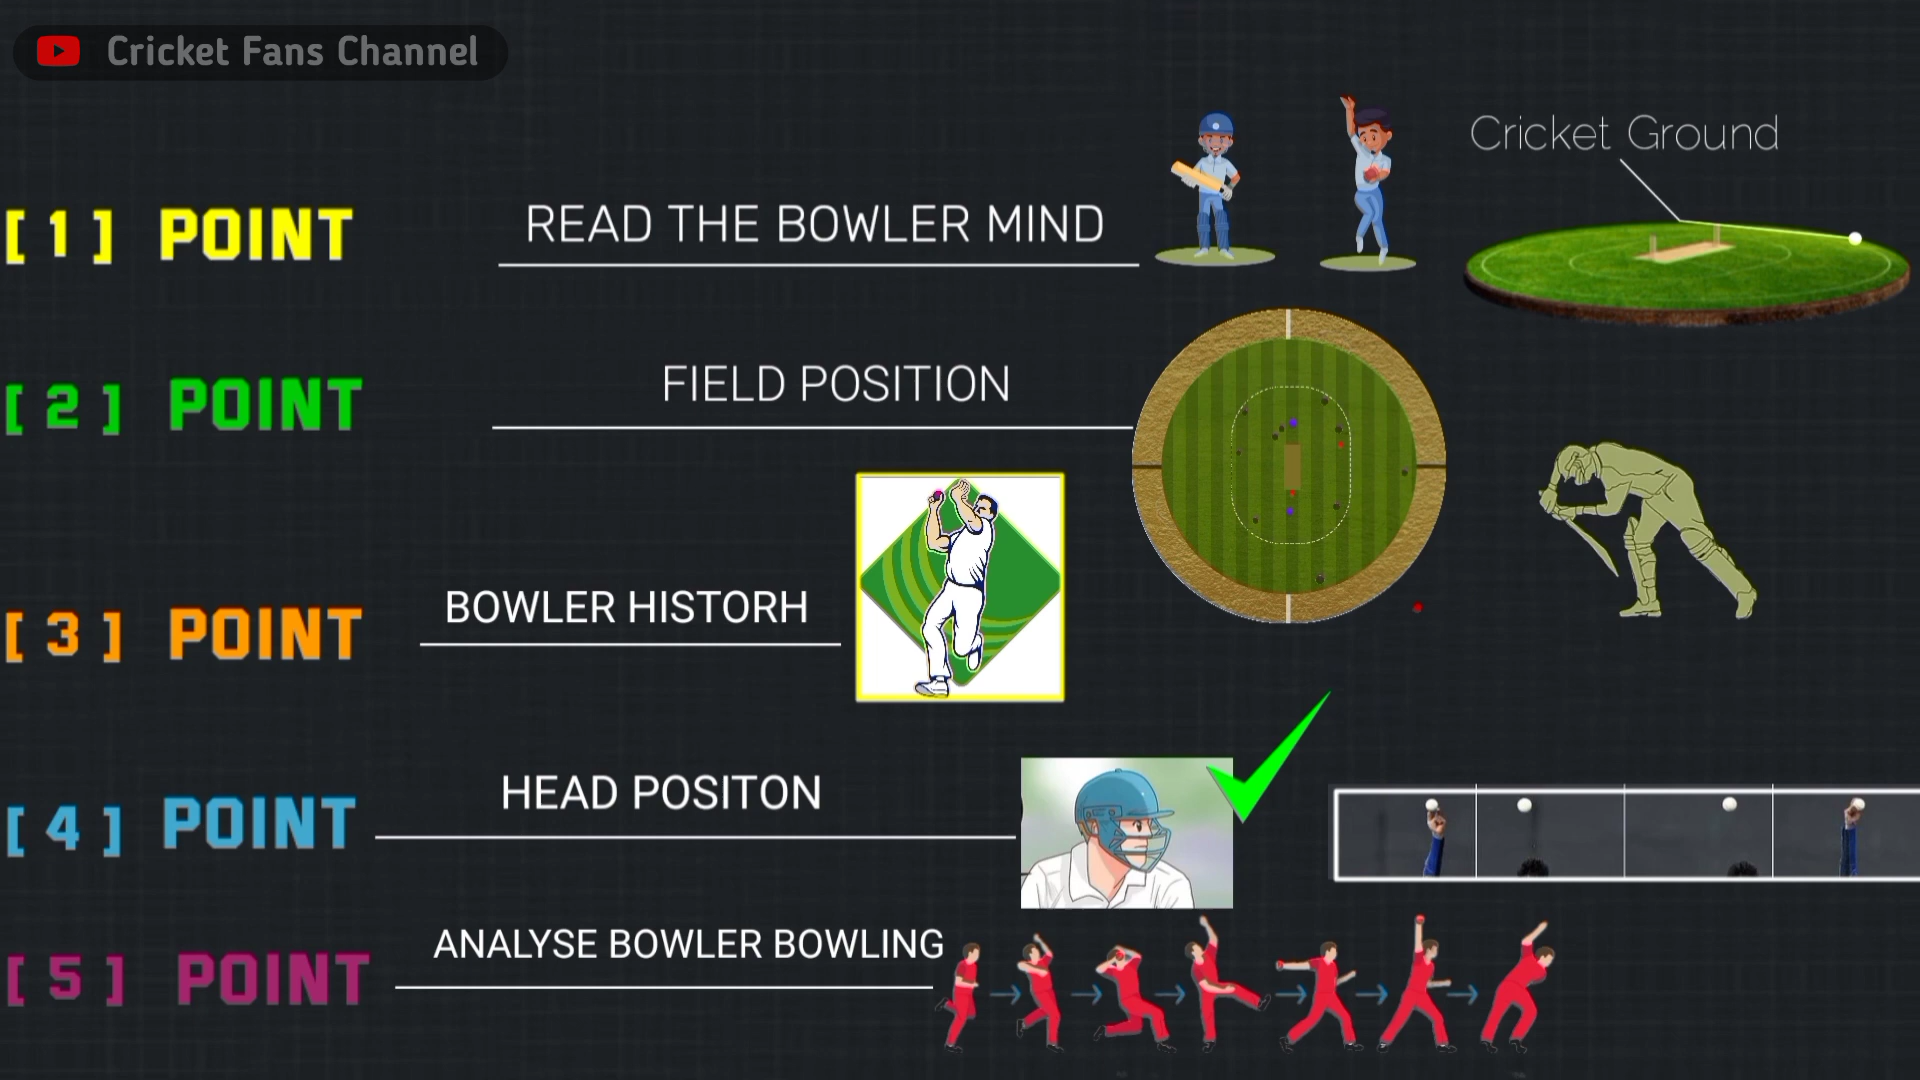 Cricket Fans Channel
Cricket Ground
[ 1 ] POINT READ THE BOWLER MIND
[ 2 ] POINT FIELD POSITION
[ 3 ] POINT BOWLER HISTORH
[ 4 ] POINT HEAD POSITON
[ 5 ] POINT ANALYSE BOWLER BOWLING